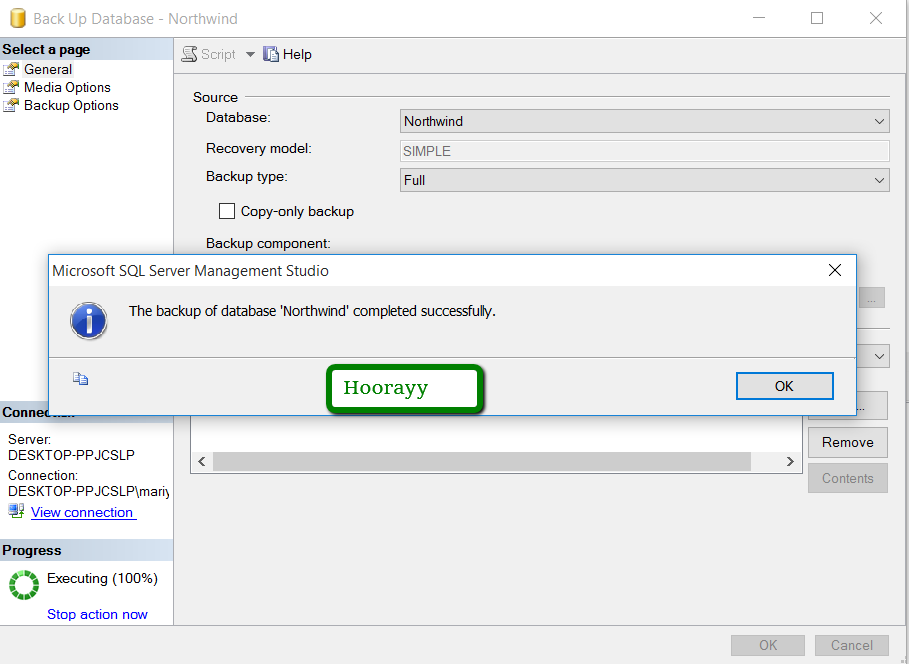 Back Up Database - Northwind
Select a page
General
Media Options
Backup Options
Script
Help
Source
Database:
Northwind
Recovery model:
SIMPLE
Backup type:
Full
Copy-only backup
Backup component:
Microsoft SQL Server Management Studio
The backup of database 'Northwind' completed successfully.
Hoorayy
OK
...
...
Remove
Contents
Server:
DESKTOP-PPJCSLP
Connection:
DESKTOP-PPJCSLP\mariy
View connection
Progress
Executing (100%)
Stop action now
OK
Cancel